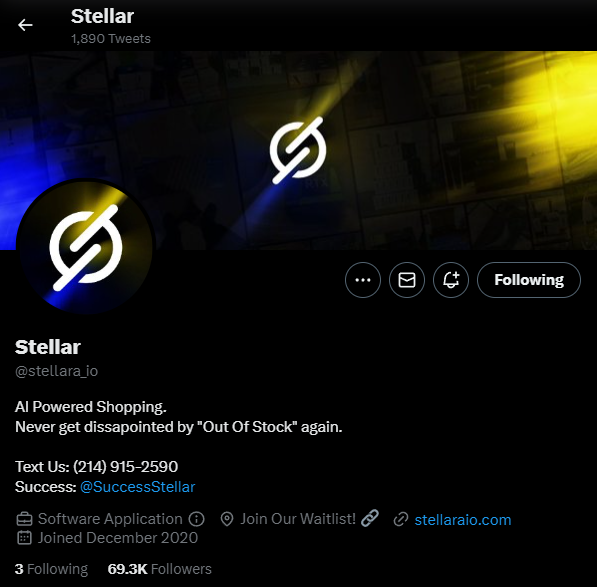 Stellar
1,890 Tweets
Following
Stellar
@stellara_io
AI Powered Shopping.
Never get dissapointed by "Out Of Stock" again.
Text Us: (214) 915-2590
Success: @SuccessStellar
Software Application Join Our Waitlist!🔗 stellaraio.com
Joined December 2020
3 Following 69.3K Followers